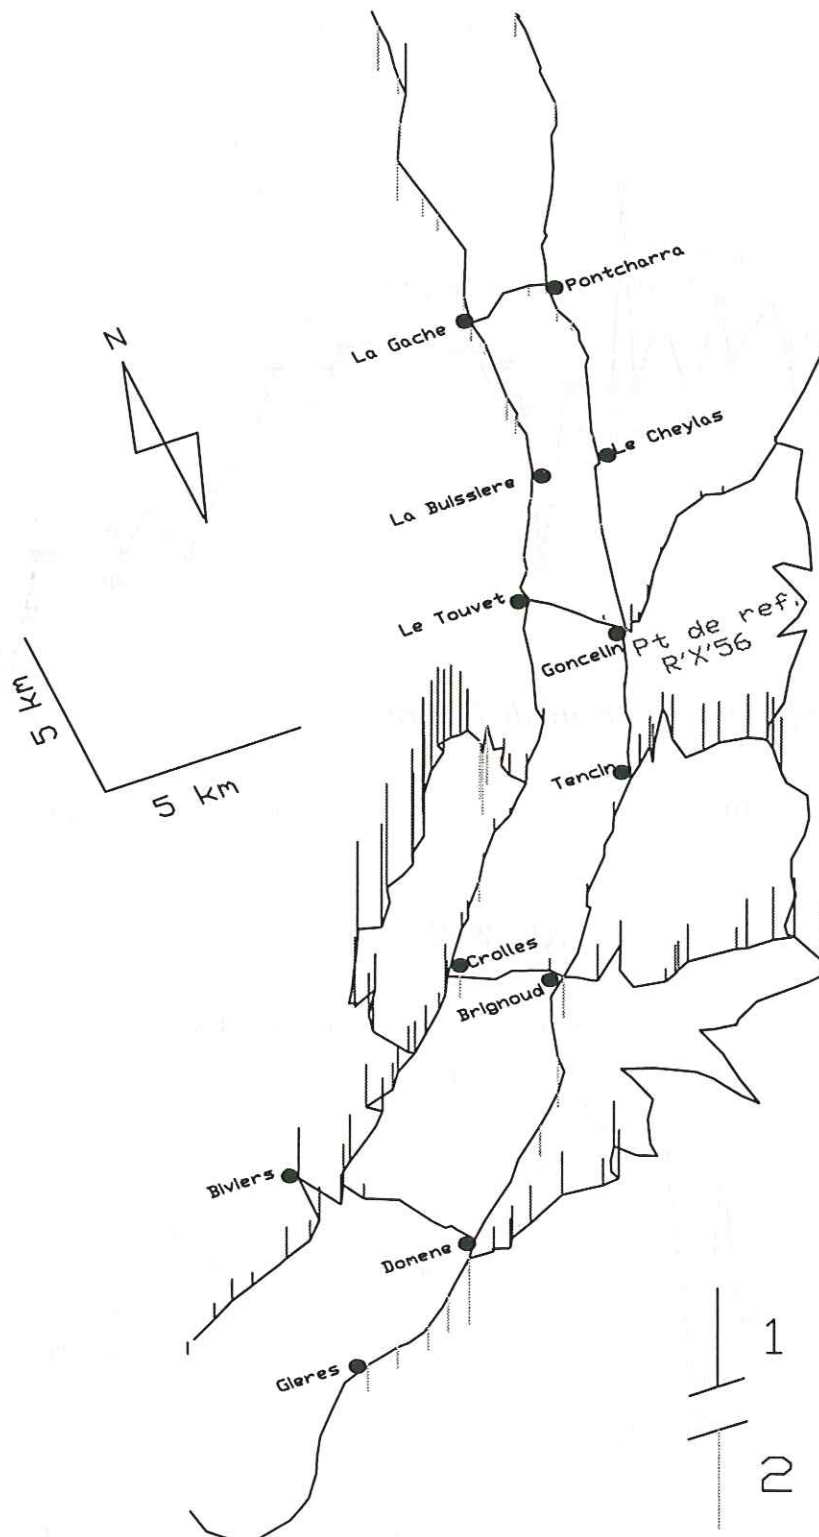 Pontcharra
La Gache
N
Le Cheylas
La Buissiere
Le Touvet
Goncelin
Pt de ref.
R'X'56
5 km
5 km
Tencin
Crolles
Brignoud
Biviers
Domene
Gieres
1
2